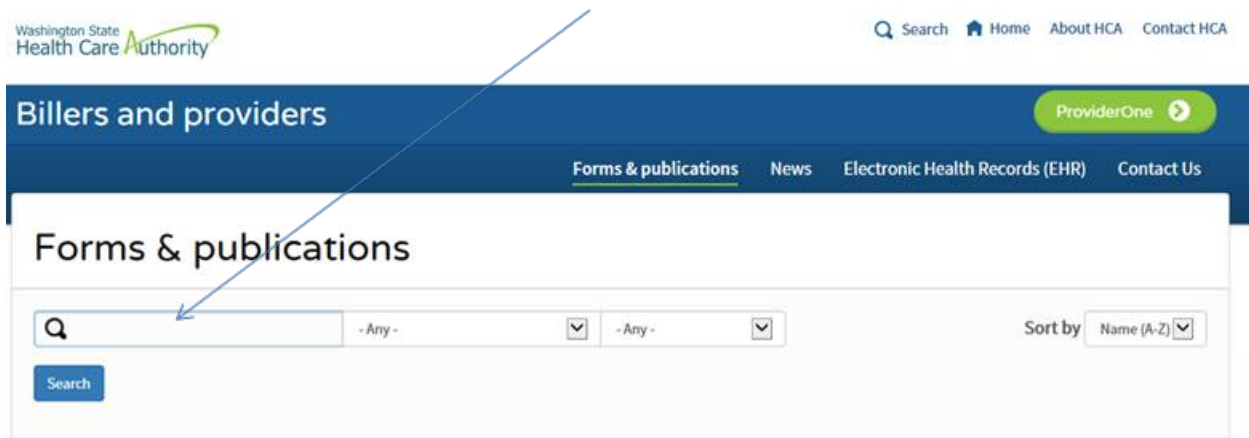 Washington State
Health Care Authority
Search Home About HCA Contact HCA
Billers and providers
ProviderOne
Forms & publications News Electronic Health Records (EHR) Contact Us
Forms & publications
- Any -
- Any -
Sort by Name (A-Z)
Search